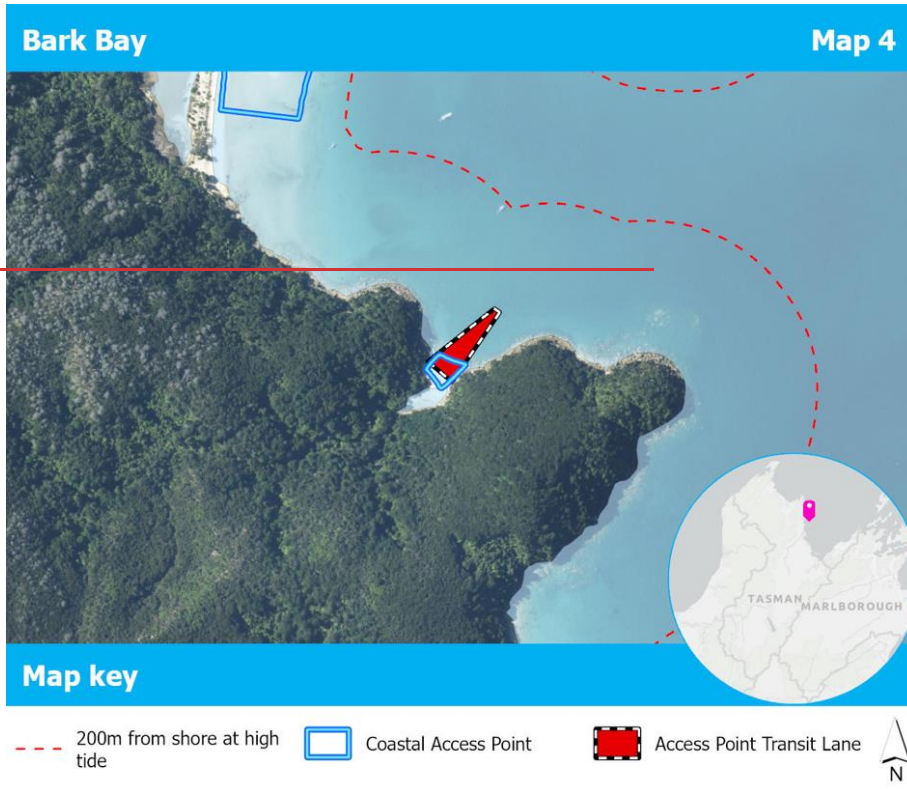 Bark Bay
Map 4
TASMAN
MARLBOROUGH
Map key
200m from shore at high
tide
Coastal Access Point
Access Point Transit Lane
N